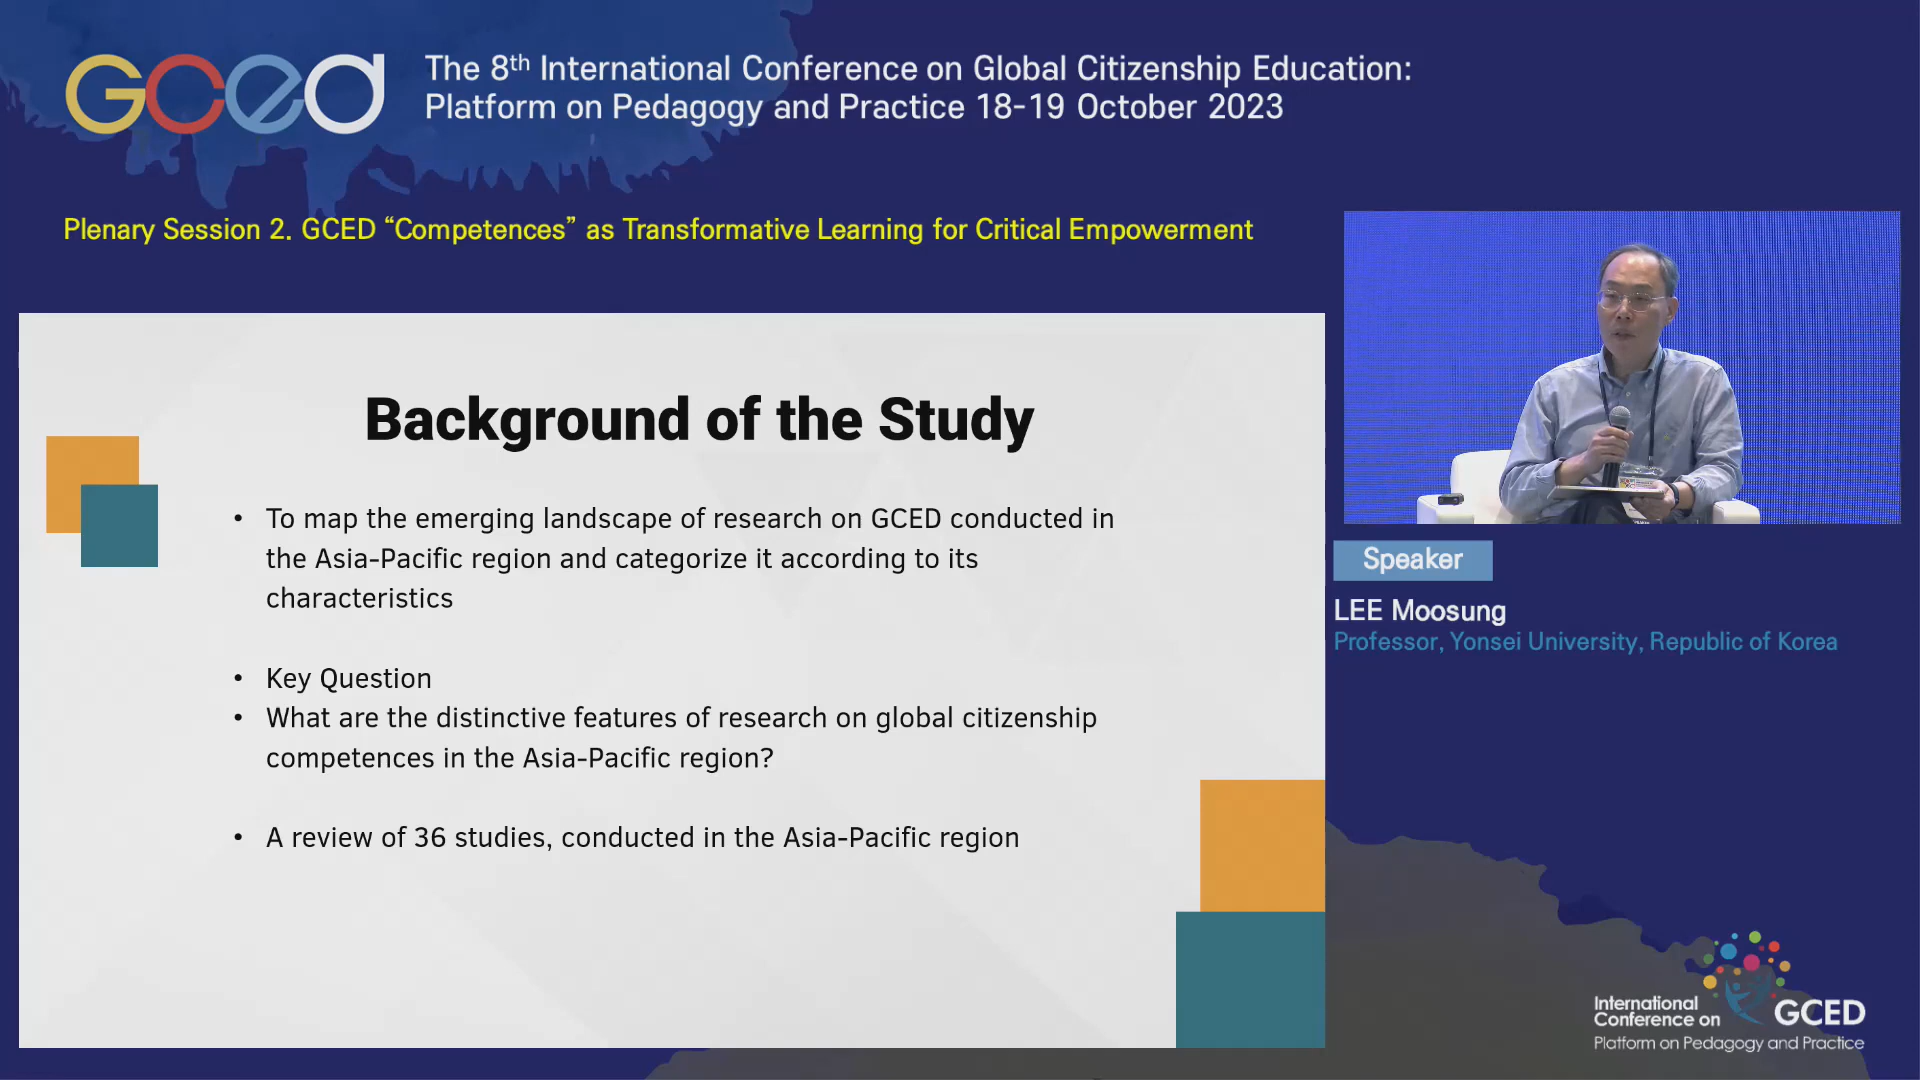 GCED
The 8th International Conference on Global Citizenship Education:
Platform on Pedagogy and Practice 18-19 October 2023
Plenary Session 2. GCED “Competences” as Transformative Learning for Critical Empowerment
Background of the Study
• To map the emerging landscape of research on GCED conducted in
the Asia-Pacific region and categorize it according to its
characteristics
• Key Question
• What are the distinctive features of research on global citizenship
competences in the Asia-Pacific region?
• A review of 36 studies, conducted in the Asia-Pacific region
Speaker
LEE Moosung
Professor, Yonsei University, Republic of Korea
International
Conference on GCED
Platform on Pedagogy and Practice